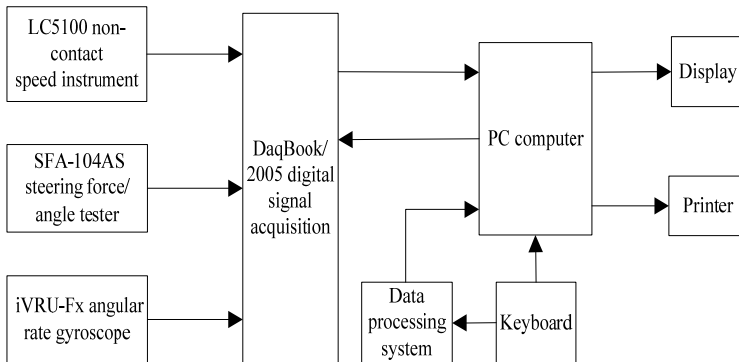 LC5100 non-
contact
speed instrument
SFA-104AS
steering force/
angle tester
iVRU-Fx angular
rate gyroscope
DaqBook/
2005 digital
signal
acquisition
PC computer
Display
Printer
Data
processing
system
Keyboard